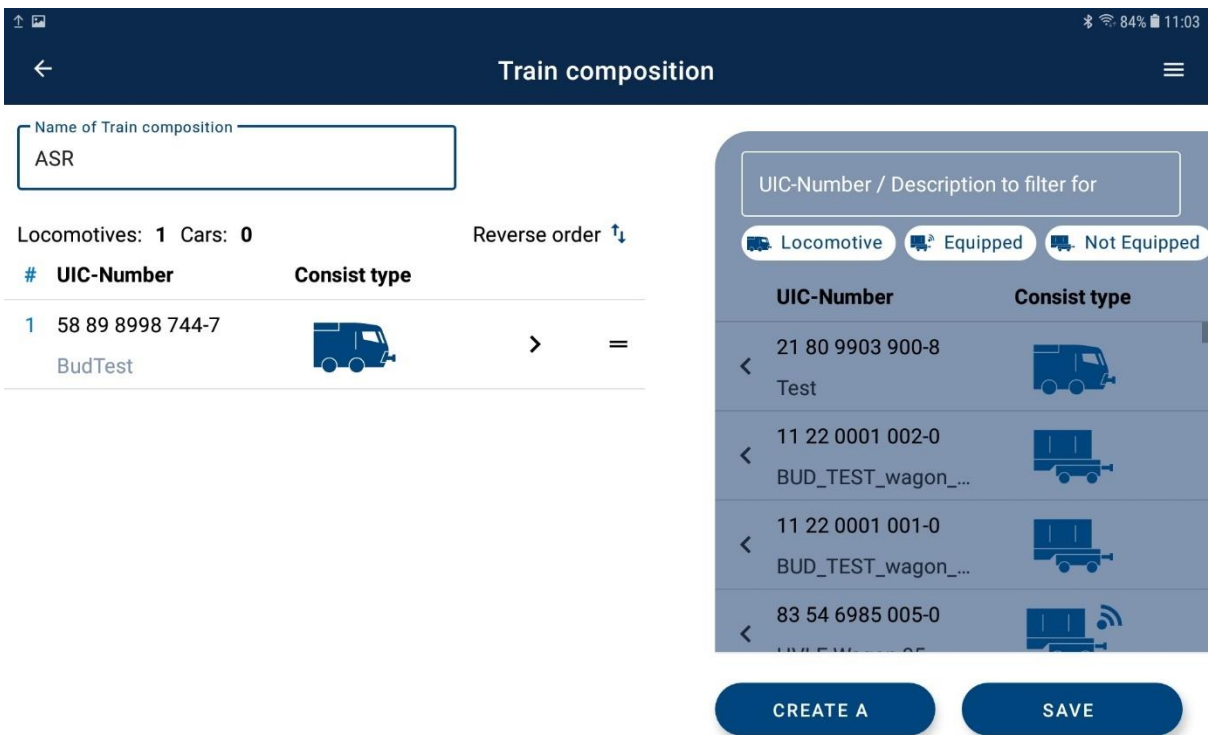 84% 11:03
Train composition
Name of Train composition
ASR
Locomotives: 1 Cars: 0
Reverse order
# UIC-Number Consist type
1 58 89 8998 744-7
BudTest
UIC-Number / Description to filter for
Locomotive Equipped Not Equipped
UIC-Number Consist type
21 80 9903 900-8
Test
11 22 0001 002-0
BUD_TEST_wagon_...
11 22 0001 001-0
BUD_TEST_wagon_...
83 54 6985 005-0
CREATE A
SAVE